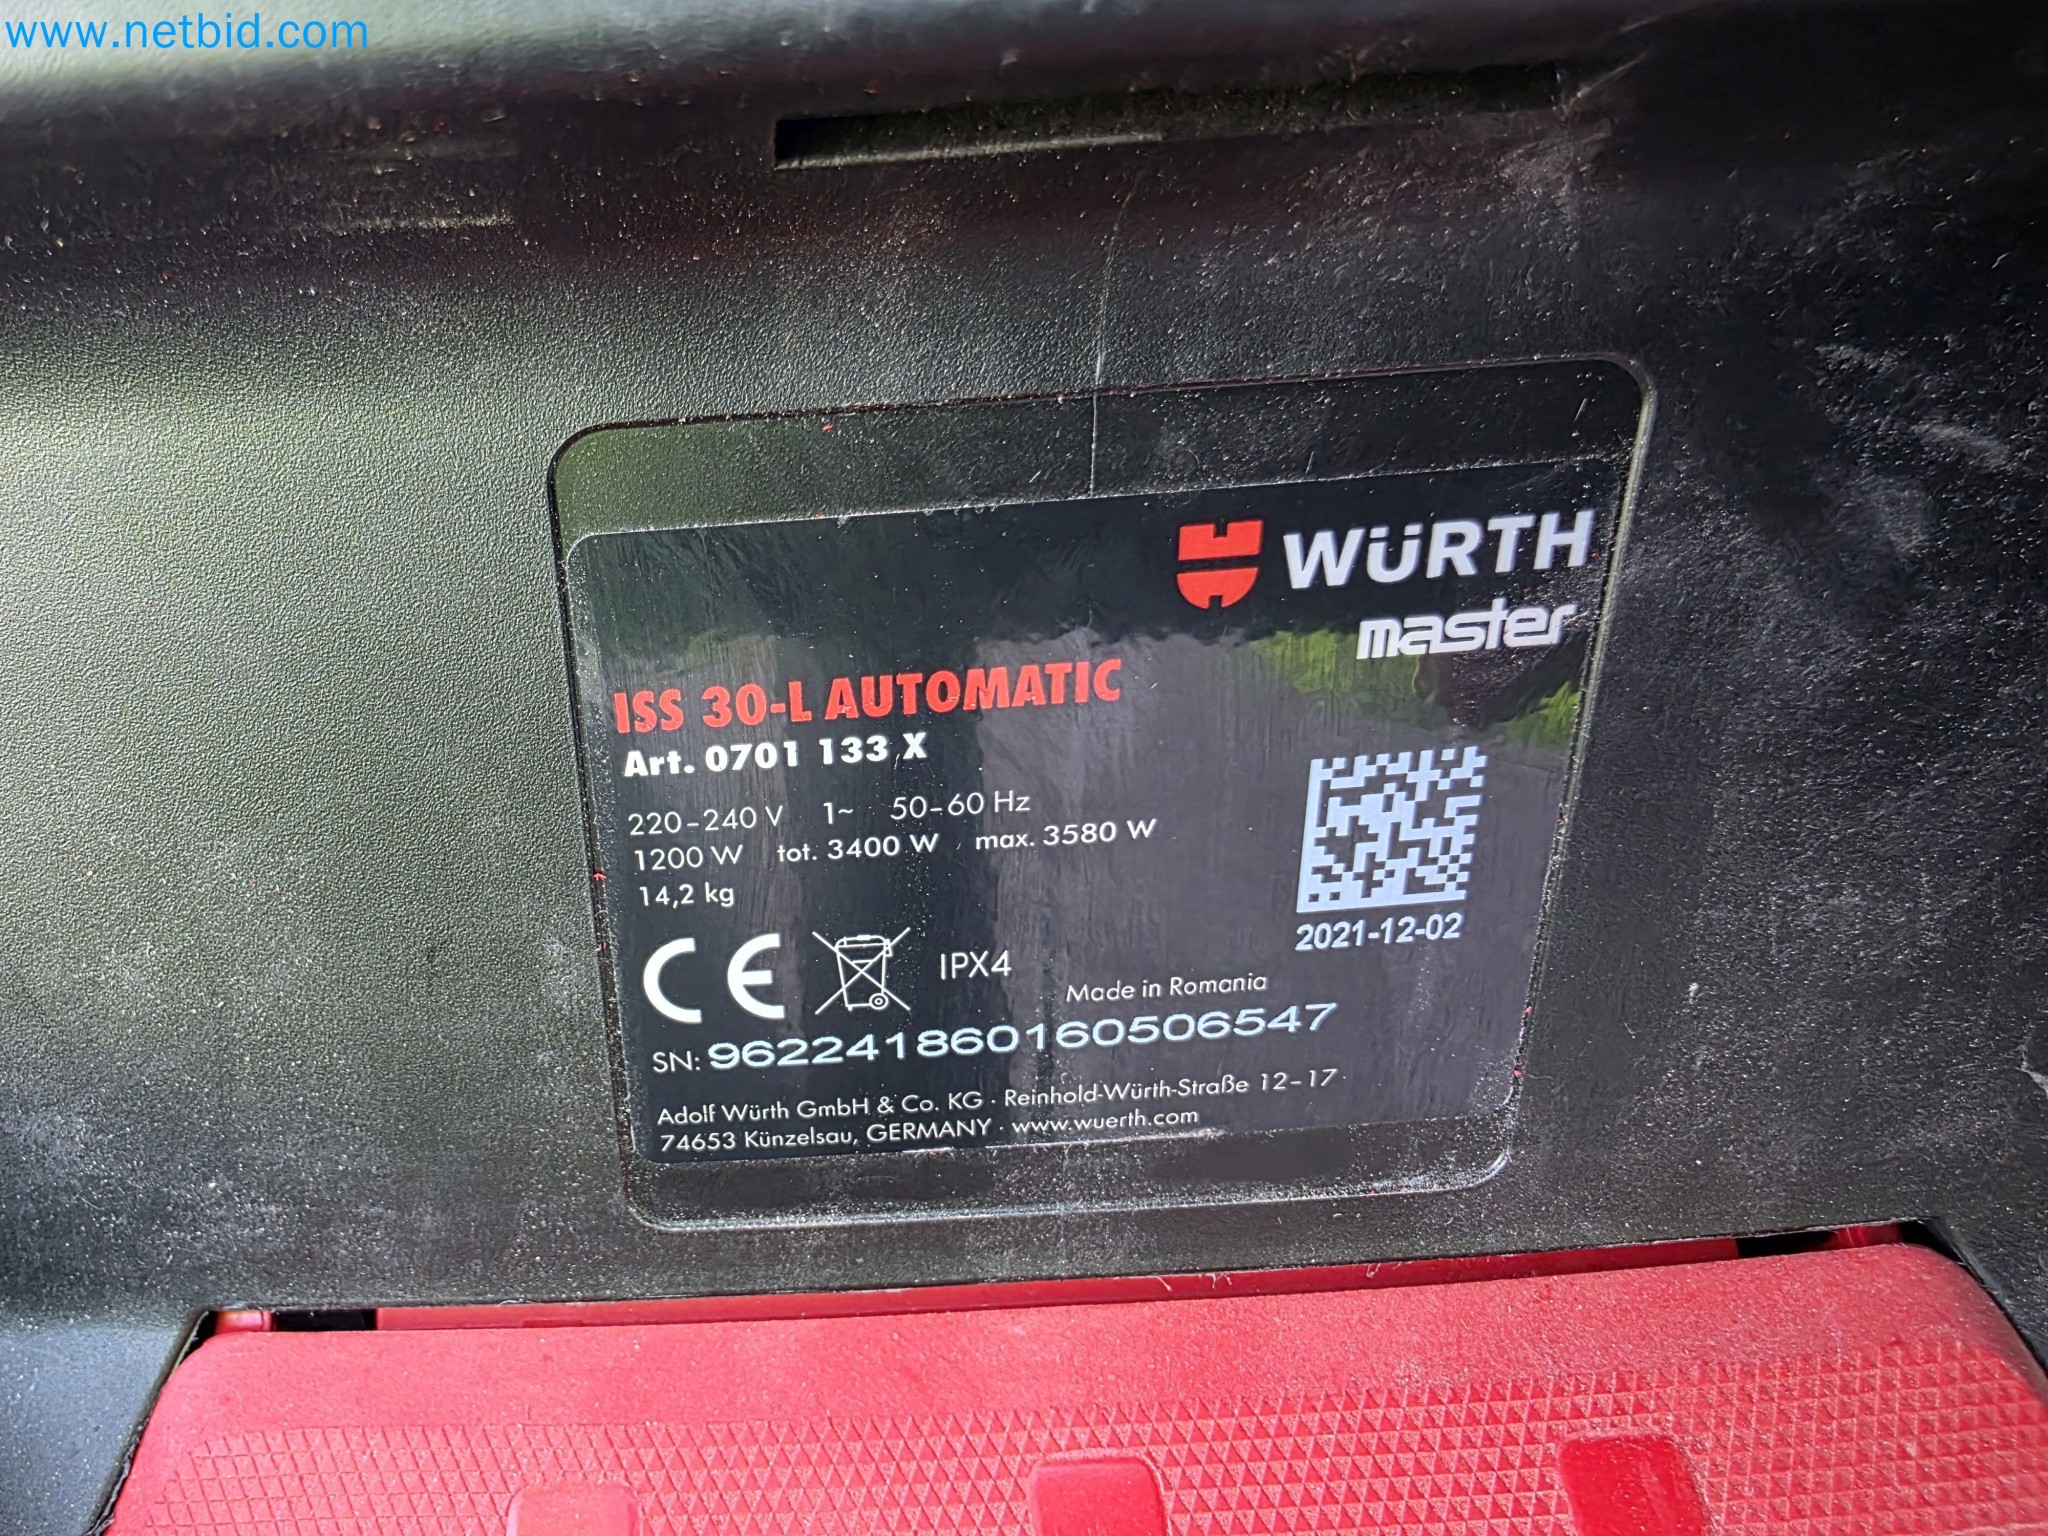 www.netbid.com
WÜRTH
master
ISS 30-L AUTOMATIC
Art. 0701 133 X
220-240 V 1~ 50-60 Hz
1200 W tot. 3400 W max. 3580 W
14,2 kg
2021-12-02
CE IPX4
Made in Romania
SN: 962241860160506547
Adolf Würth GmbH & Co. KG · Reinhold-Würth-Straße 12-17 ·
74653 Künzelsau, GERMANY · www.wuerth.com